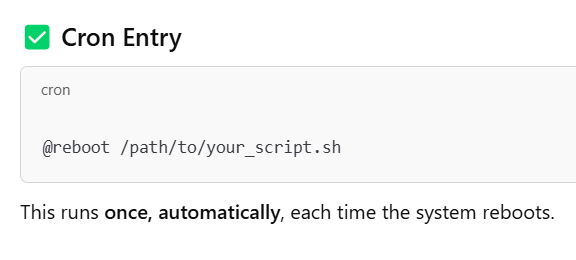 ✅ Cron Entry
cron
@reboot /path/to/your_script.sh
This runs once, automatically, each time the system reboots.